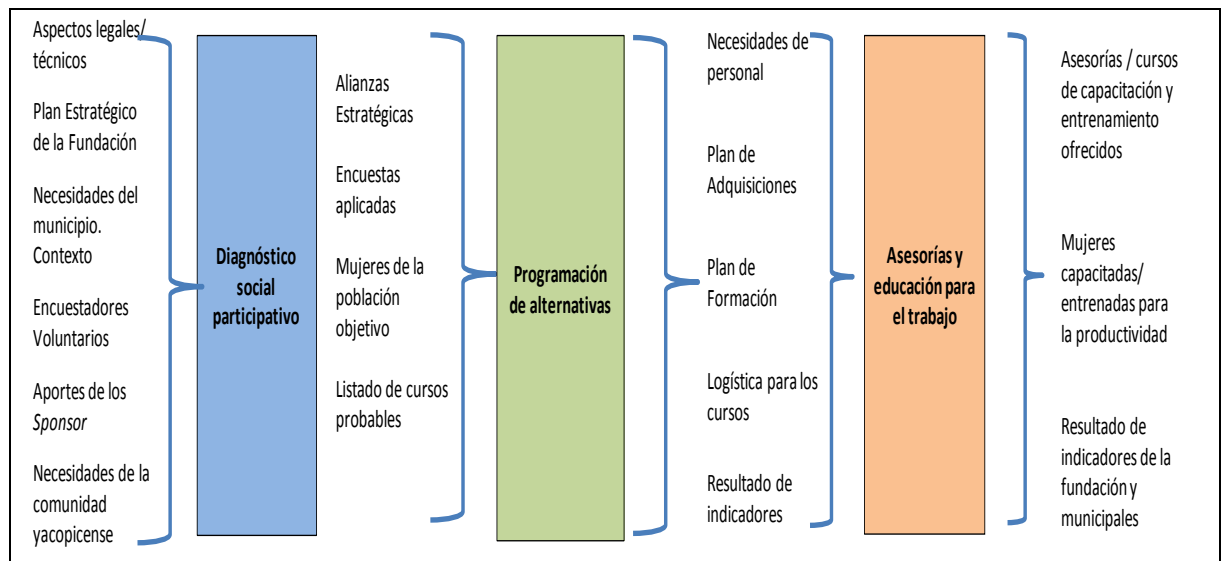 Aspectos legales/
técnicos
Plan Estratégico
de la Fundación
Necesidades del
municipio.
Contexto
Encuestadores
Voluntarios
Aportes de los
Sponsor
Necesidades de la
comunidad
yacopicense
Diagnóstico
social
participativo
Alianzas
Estratégicas
Encuestas
aplicadas
Mujeres de la
población
objetivo
Listado de cursos
probables
Programación
de alternativas
Necesidades de
personal
Plan de
Adquisiciones
Plan de
Formación
Logística para los
cursos
Resultado de
indicadores
Asesorías y
educación para
el trabajo
Asesorías / cursos
de capacitación y
entrenamiento
ofrecidos
Mujeres
capacitadas/
entrenadas para
la productividad
Resultado de
indicadores de la
fundación y
municipales